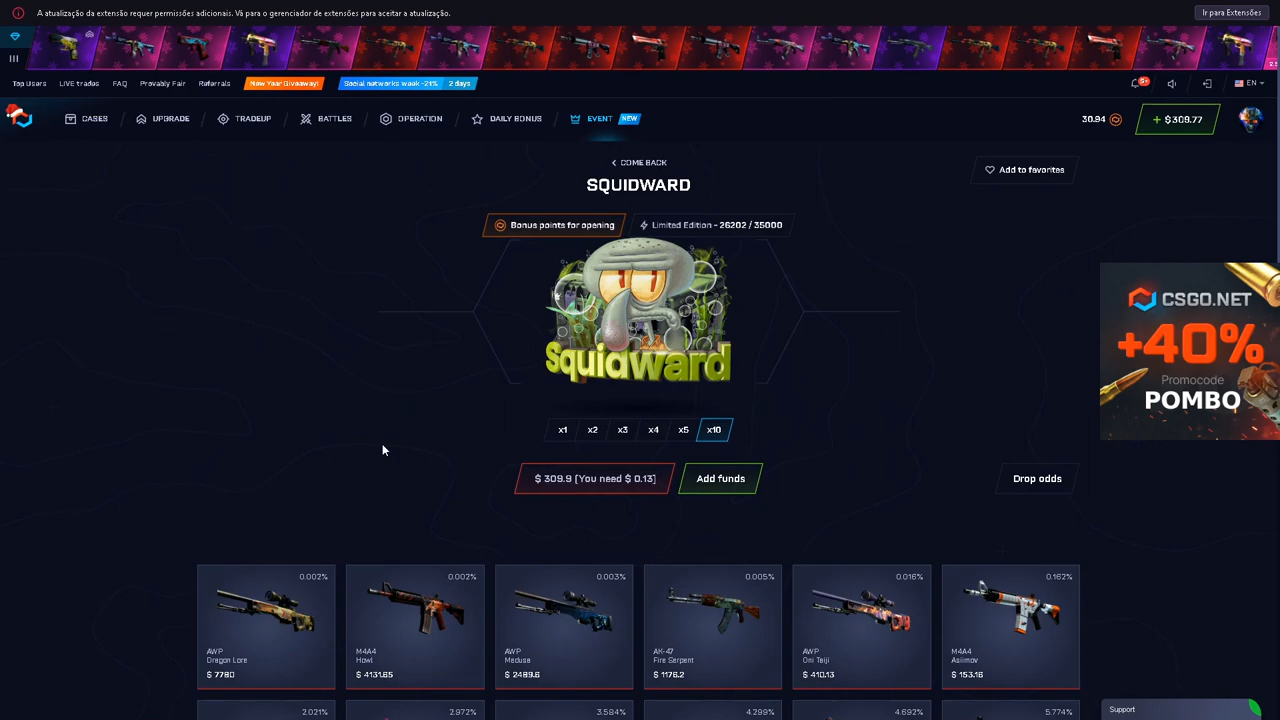 A atualização da extensão requer permissões adicionais. Vá para o gerenciador de extensões para aceitar a atualização.
Ir para Extensões
Top Users LIVE trades FAQ Provably Fair Referrals New Year Giveaway! Social networks week -21% 2 days
5+ EN
CASES UPGRADE TRADEUP BATTLES OPERATION DAILY BONUS EVENT NEW
30.94 + $ 309.77
COME BACK
SQUIDWARD
Add to favorites
Bonus points for opening Limited Edition - 26202 / 35000
Squidward
CSGO.NET
+40%
Promocode
POMBO
x1 x2 x3 x4 x5 x10
$ 309.9 (You need $ 0.13) Add funds Drop odds
0.002% 0.002% 0.003% 0.005% 0.016% 0.162%
AWP M4A4 AWP AK-47 AWP M4A4
Dragon Lore Howl Medusa Fire Serpent Oni Taiji Asiimov
$ 7780 $ 4131.65 $ 2489.6 $ 1176.2 $ 410.13 $ 153.16
2.021% 2.972% 3.584% 4.299% 4.692% 5.774%
Support